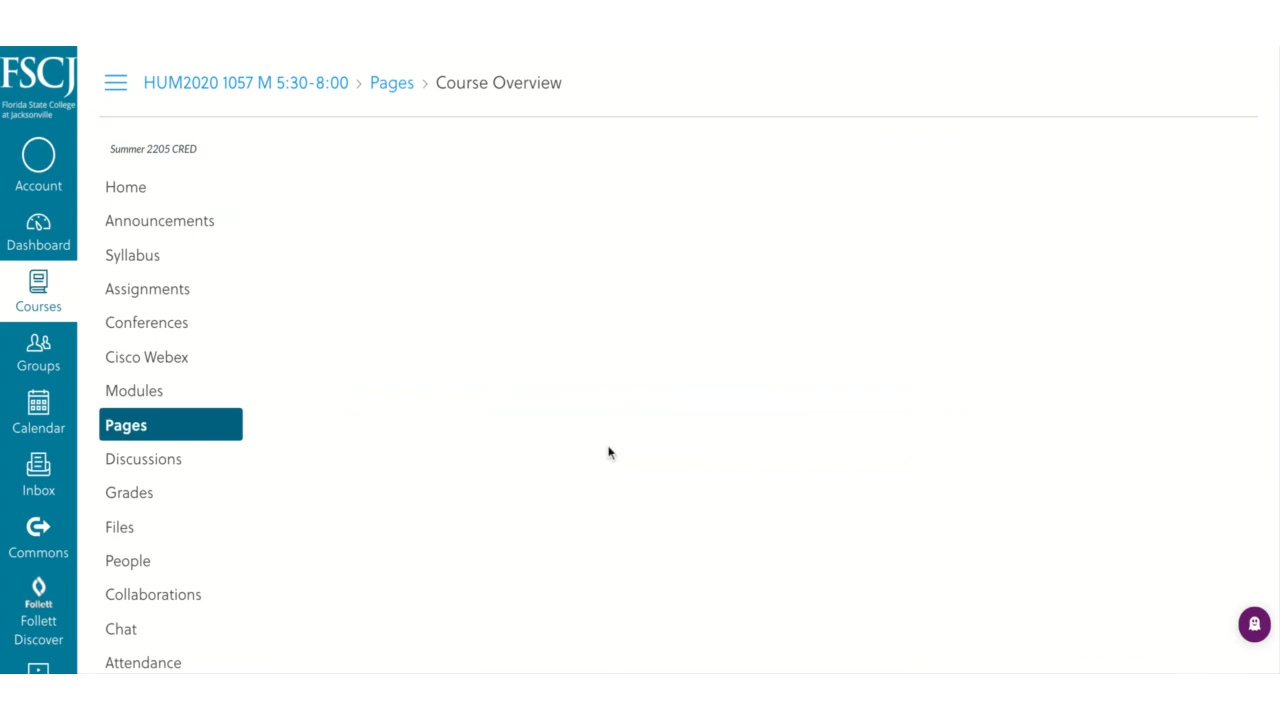 FSCJ
Florida State College
at Jacksonville
HUM2020 1057 M 5:30-8:00 > Pages > Course Overview
Summer 2205 CRED
Account
Dashboard
Courses
Groups
Calendar
Inbox
Commons
Follett
Follett
Discover
Home
Announcements
Syllabus
Assignments
Conferences
Cisco Webex
Modules
Pages
Discussions
Grades
Files
People
Collaborations
Chat
Attendance